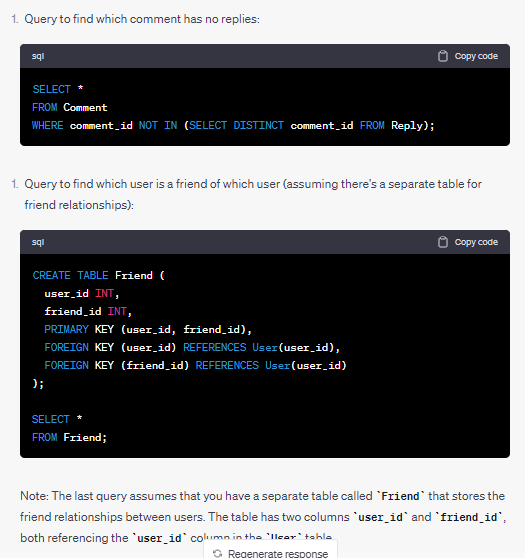 1. Query to find which comment has no replies:
sql
Copy code
SELECT *
FROM Comment
WHERE comment_id NOT IN (SELECT DISTINCT comment_id FROM Reply);
1. Query to find which user is a friend of which user (assuming there's a separate table for
friend relationships):
sql
Copy code
CREATE TABLE Friend (
user_id INT,
friend_id INT,
PRIMARY KEY (user_id, friend_id),
FOREIGN KEY (user_id) REFERENCES User(user_id),
FOREIGN KEY (friend_id) REFERENCES User(user_id)
);
SELECT *
FROM Friend;
Note: The last query assumes that you have a separate table called `Friend` that stores the
friend relationships between users. The table has two columns `user_id` and `friend_id`,
both referencing the `user_id` column in the `User` table.
Regenerate response